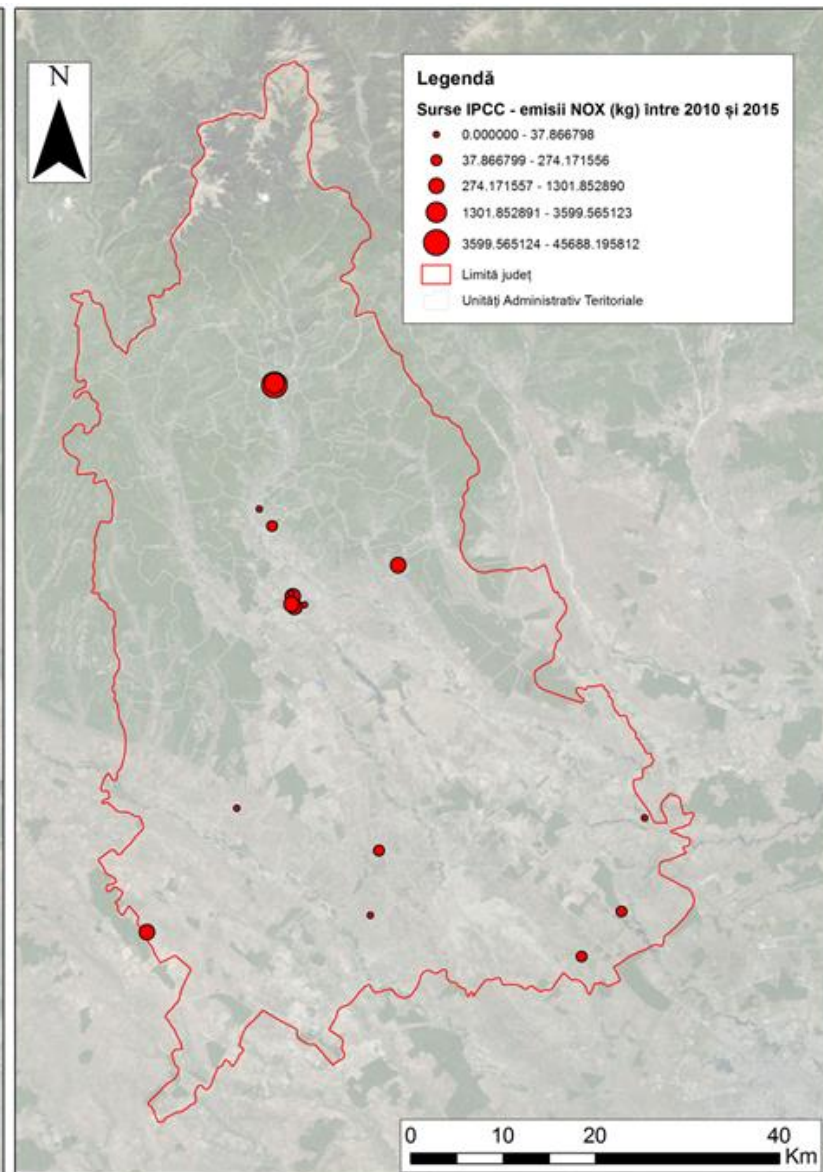 N
Legendă
Surse IPCC - emisii NOX (kg) între 2010 și 2015
0.000000 - 37.866798
37.866799 - 274.171556
274.171557 - 1301.852890
1301.852891 - 3599.565123
3599.565124 - 45688.195812
Limită județ
Unități Administrativ Teritoriale
0 10 20 40
Km